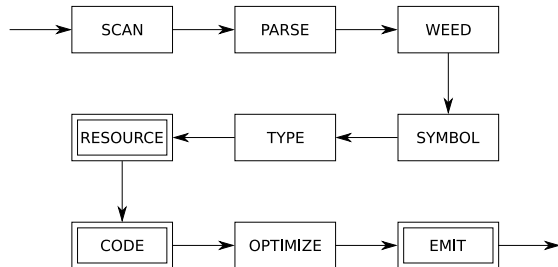 SCAN PARSE WEED
RESOURCE TYPE SYMBOL
CODE OPTIMIZE EMIT